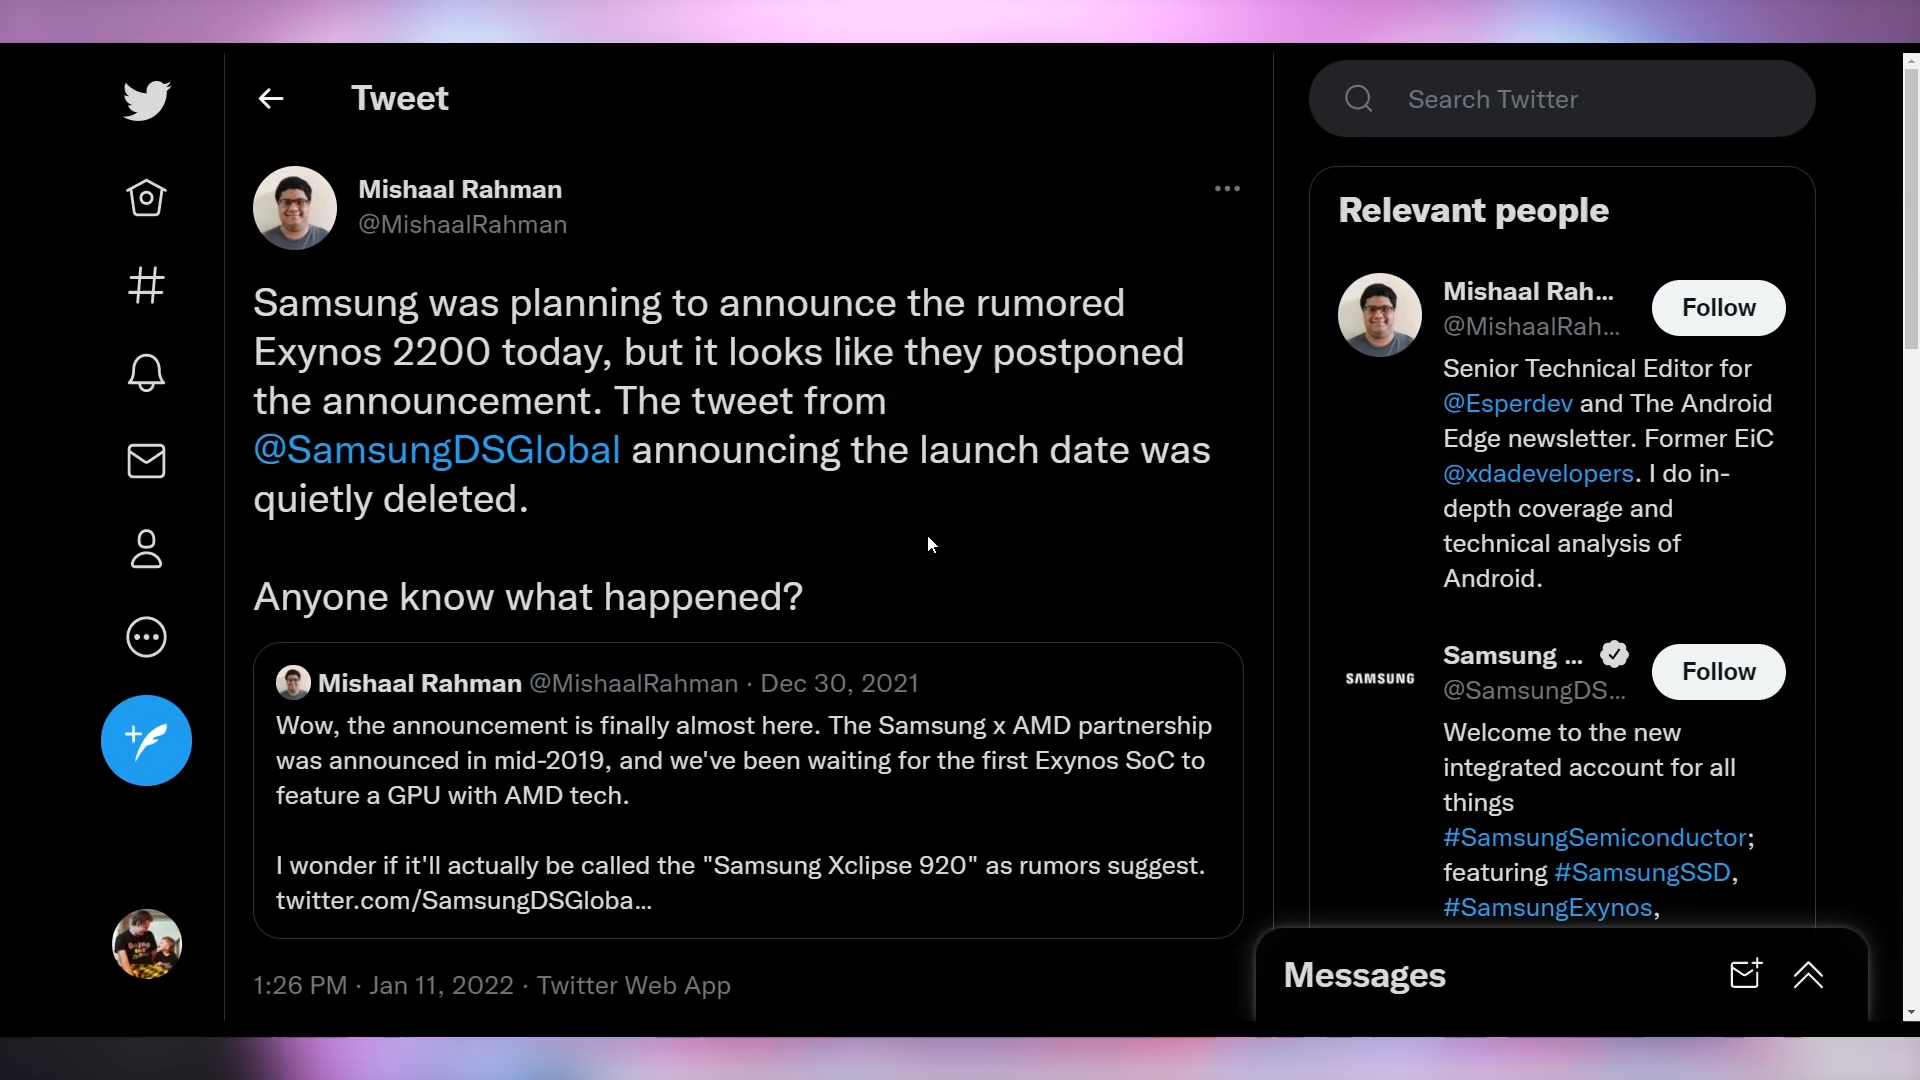 Tweet
Search Twitter
Mishaal Rahman
@MishaalRahman
Samsung was planning to announce the rumored
Exynos 2200 today, but it looks like they postponed
the announcement. The tweet from
@SamsungDSGlobal announcing the launch date was
quietly deleted.
Anyone know what happened?
Mishaal Rahman @MishaalRahman · Dec 30, 2021
Wow, the announcement is finally almost here. The Samsung x AMD partnership
was announced in mid-2019, and we've been waiting for the first Exynos SoC to
feature a GPU with AMD tech.
I wonder if it'll actually be called the "Samsung Xclipse 920" as rumors suggest.
twitter.com/SamsungDSGloba…
1:26 PM · Jan 11, 2022 · Twitter Web App
Relevant people
Mishaal Rah...
@MishaalRah...
Follow
Senior Technical Editor for
@Esperdev and The Android
Edge newsletter. Former EiC
@xdadevelopers. I do in-
depth coverage and
technical analysis of
Android.
SAMSUNG
Samsung ...
@SamsungDS...
Follow
Welcome to the new
integrated account for all
things
#SamsungSemiconductor;
featuring #SamsungSSD,
#SamsungExynos,
Messages